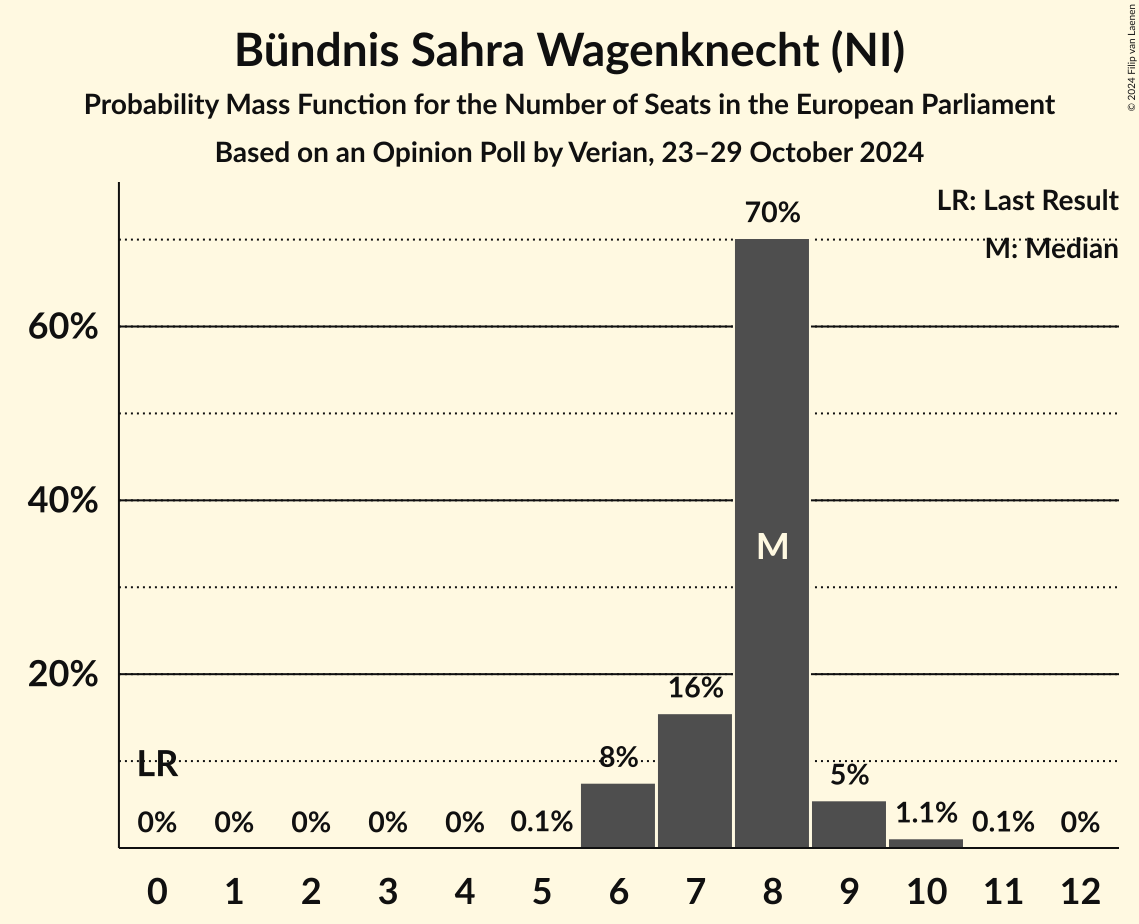 Bündnis Sahra Wagenknecht (NI)
Probability Mass Function for the Number of Seats in the European Parliament
Based on an Opinion Poll by Verian, 23–29 October 2024
© 2024 Filip van Laenen
LR: Last Result
M: Median
70%
60%
40%
M
20%
16%
LR
8%
5%
0% 0% 0% 0% 0% 0.1% 1.1% 0.1% 0%
0 1 2 3 4 5 6 7 8 9 10 11 12